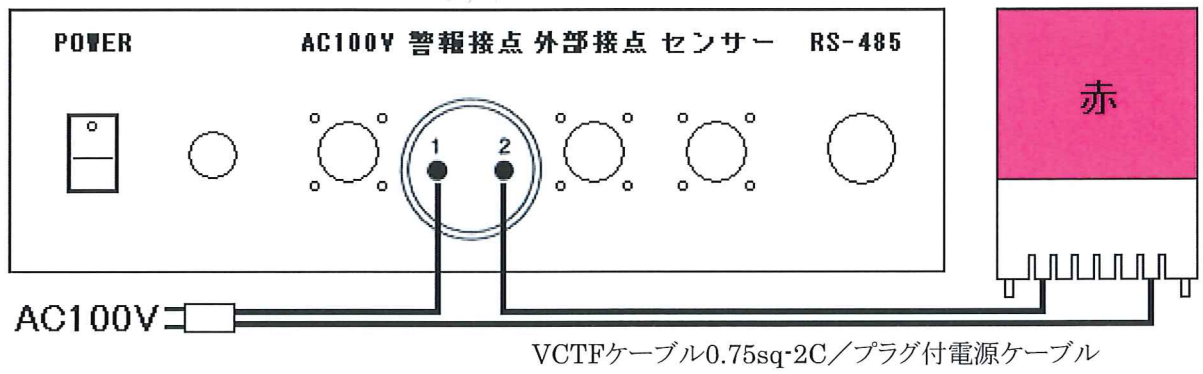 POWER AC100V 警報接点 外部接点 センサー RS-485
赤
1 2
AC100V
VCTFケーブル0.75sq-2C／プラグ付電源ケーブル